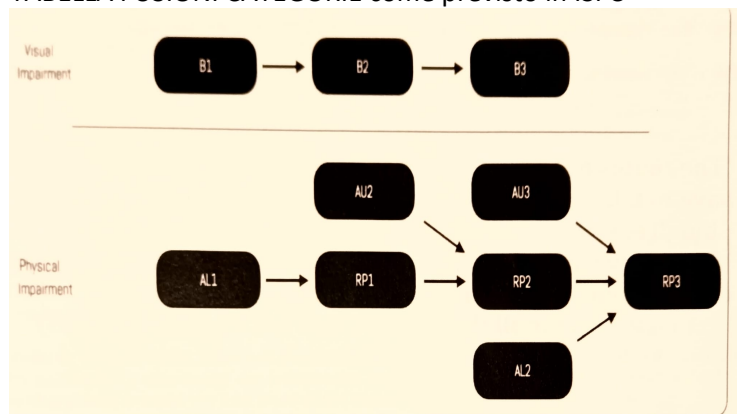 Visual
Impairment
B1
B2
B3
AU2
AU3
Physical
Impairment
AL1
RP1
RP2
RP3
AL2